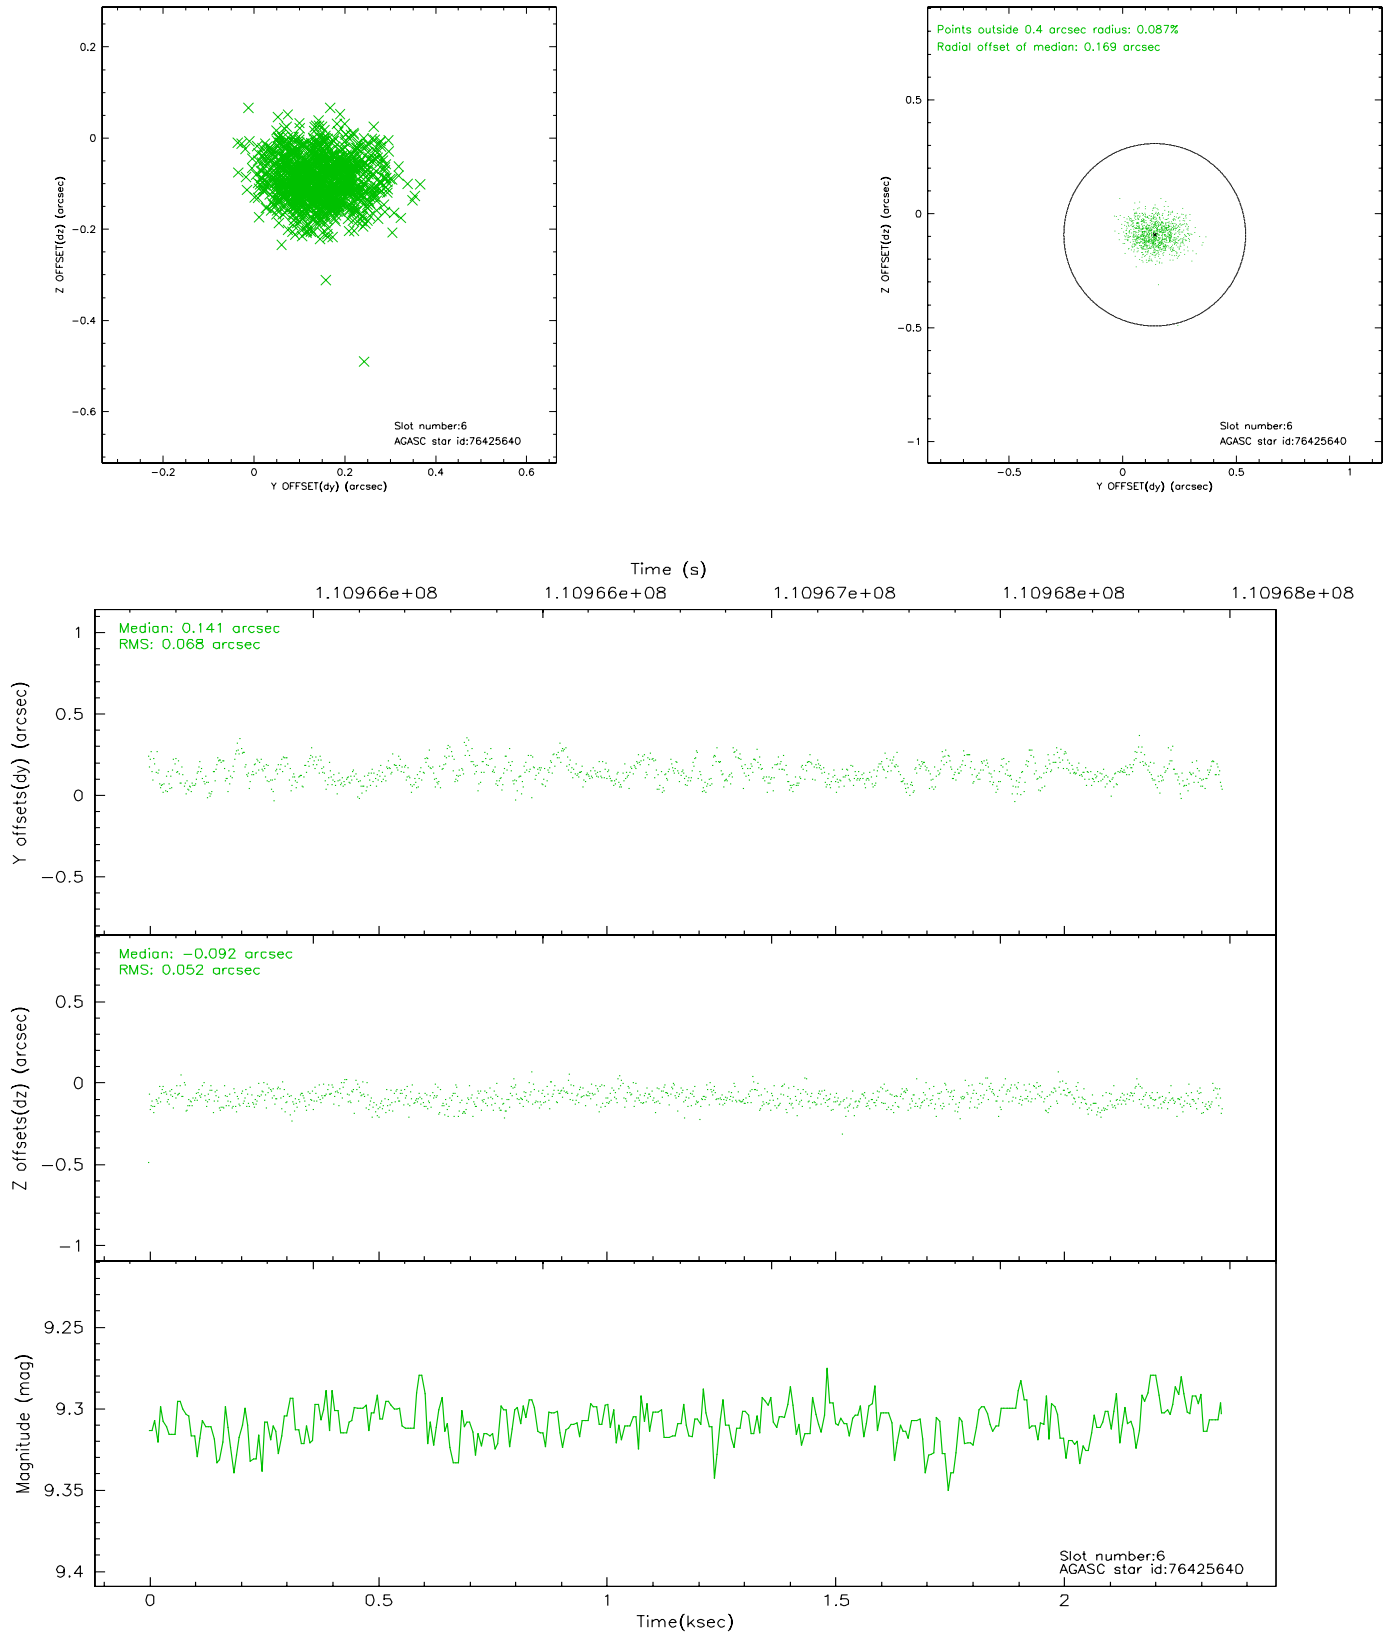 0.2
0
−0.2
−0.4
−0.6
Z OFFSET(dz) (arcsec)
Slot number:6
AGASC star id:76425640
−0.2 0 0.2 0.4 0.6
Y OFFSET(dy) (arcsec)
Points outside 0.4 arcsec radius: 0.087%
Radial offset of median: 0.169 arcsec
0.5
0
−0.5
−1
Z OFFSET(dz) (arcsec)
Slot number:6
AGASC star id:76425640
−0.5 0 0.5 1
Y OFFSET(dy) (arcsec)
Time (s)
1.10966e+08 1.10966e+08 1.10967e+08 1.10968e+08 1.10968e+08
Median: 0.141 arcsec
RMS: 0.068 arcsec
1
0.5
0
−0.5
Y offsets(dy) (arcsec)
Median: −0.092 arcsec
RMS: 0.052 arcsec
0.5
0
−0.5
−1
Z offsets(dz) (arcsec)
9.25
9.3
9.35
9.4
Magnitude (mag)
Slot number:6
AGASC star id:76425640
0 0.5 1 1.5 2
Time(ksec)